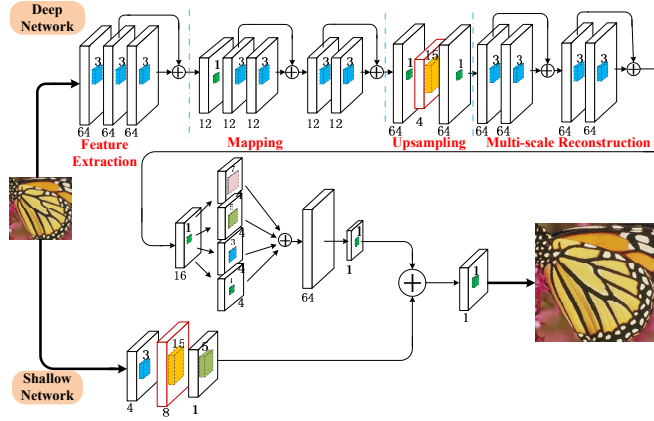 Deep
Network
3 3 3
64 64 64
Feature
Extraction
1 3 3 3 3
12 12 12 12 12
Mapping
1 15 1
64 4 64
Upsampling
3 3 3 3
64 64 64 64
Multi-scale Reconstruction
1
16
4
5
4
3
4
1
4
64
1
1
1
1
3 15 5
4 8 1
Shallow
Network